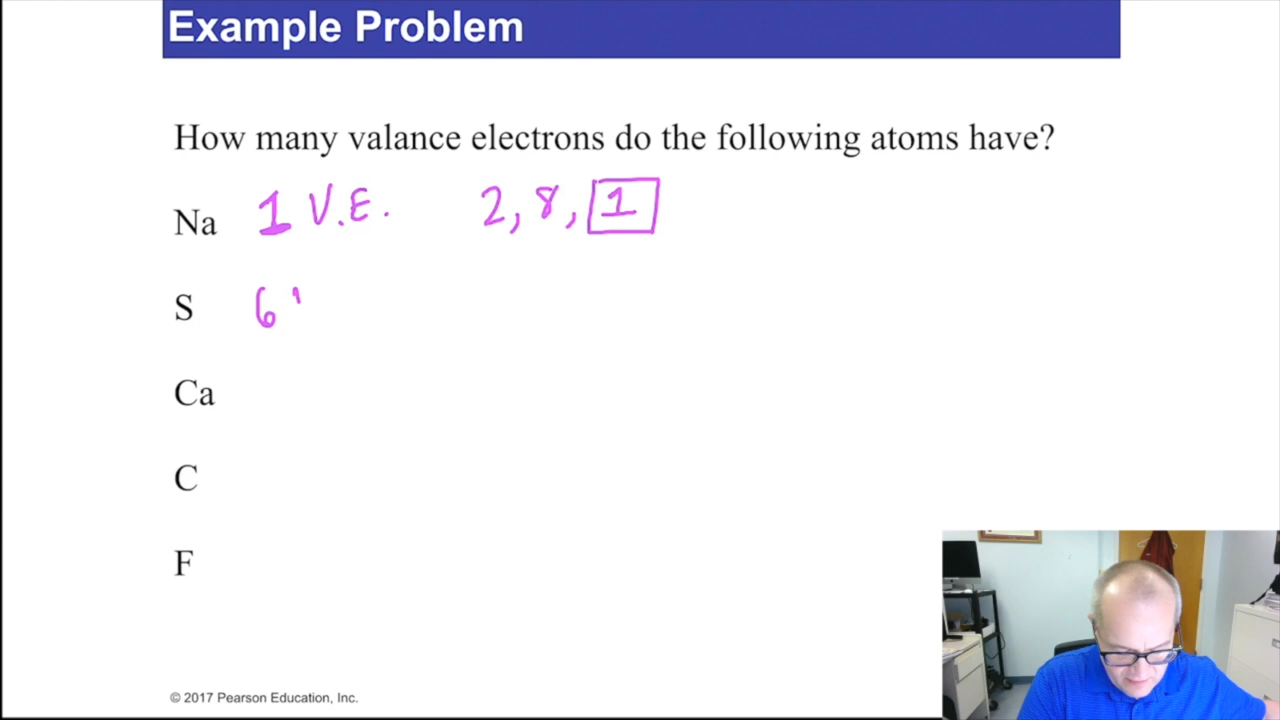 Example Problem
How many valance electrons do the following atoms have?
Na 1 V.E. 2, 8, 1
S 6
Ca
C
F
© 2017 Pearson Education, Inc.